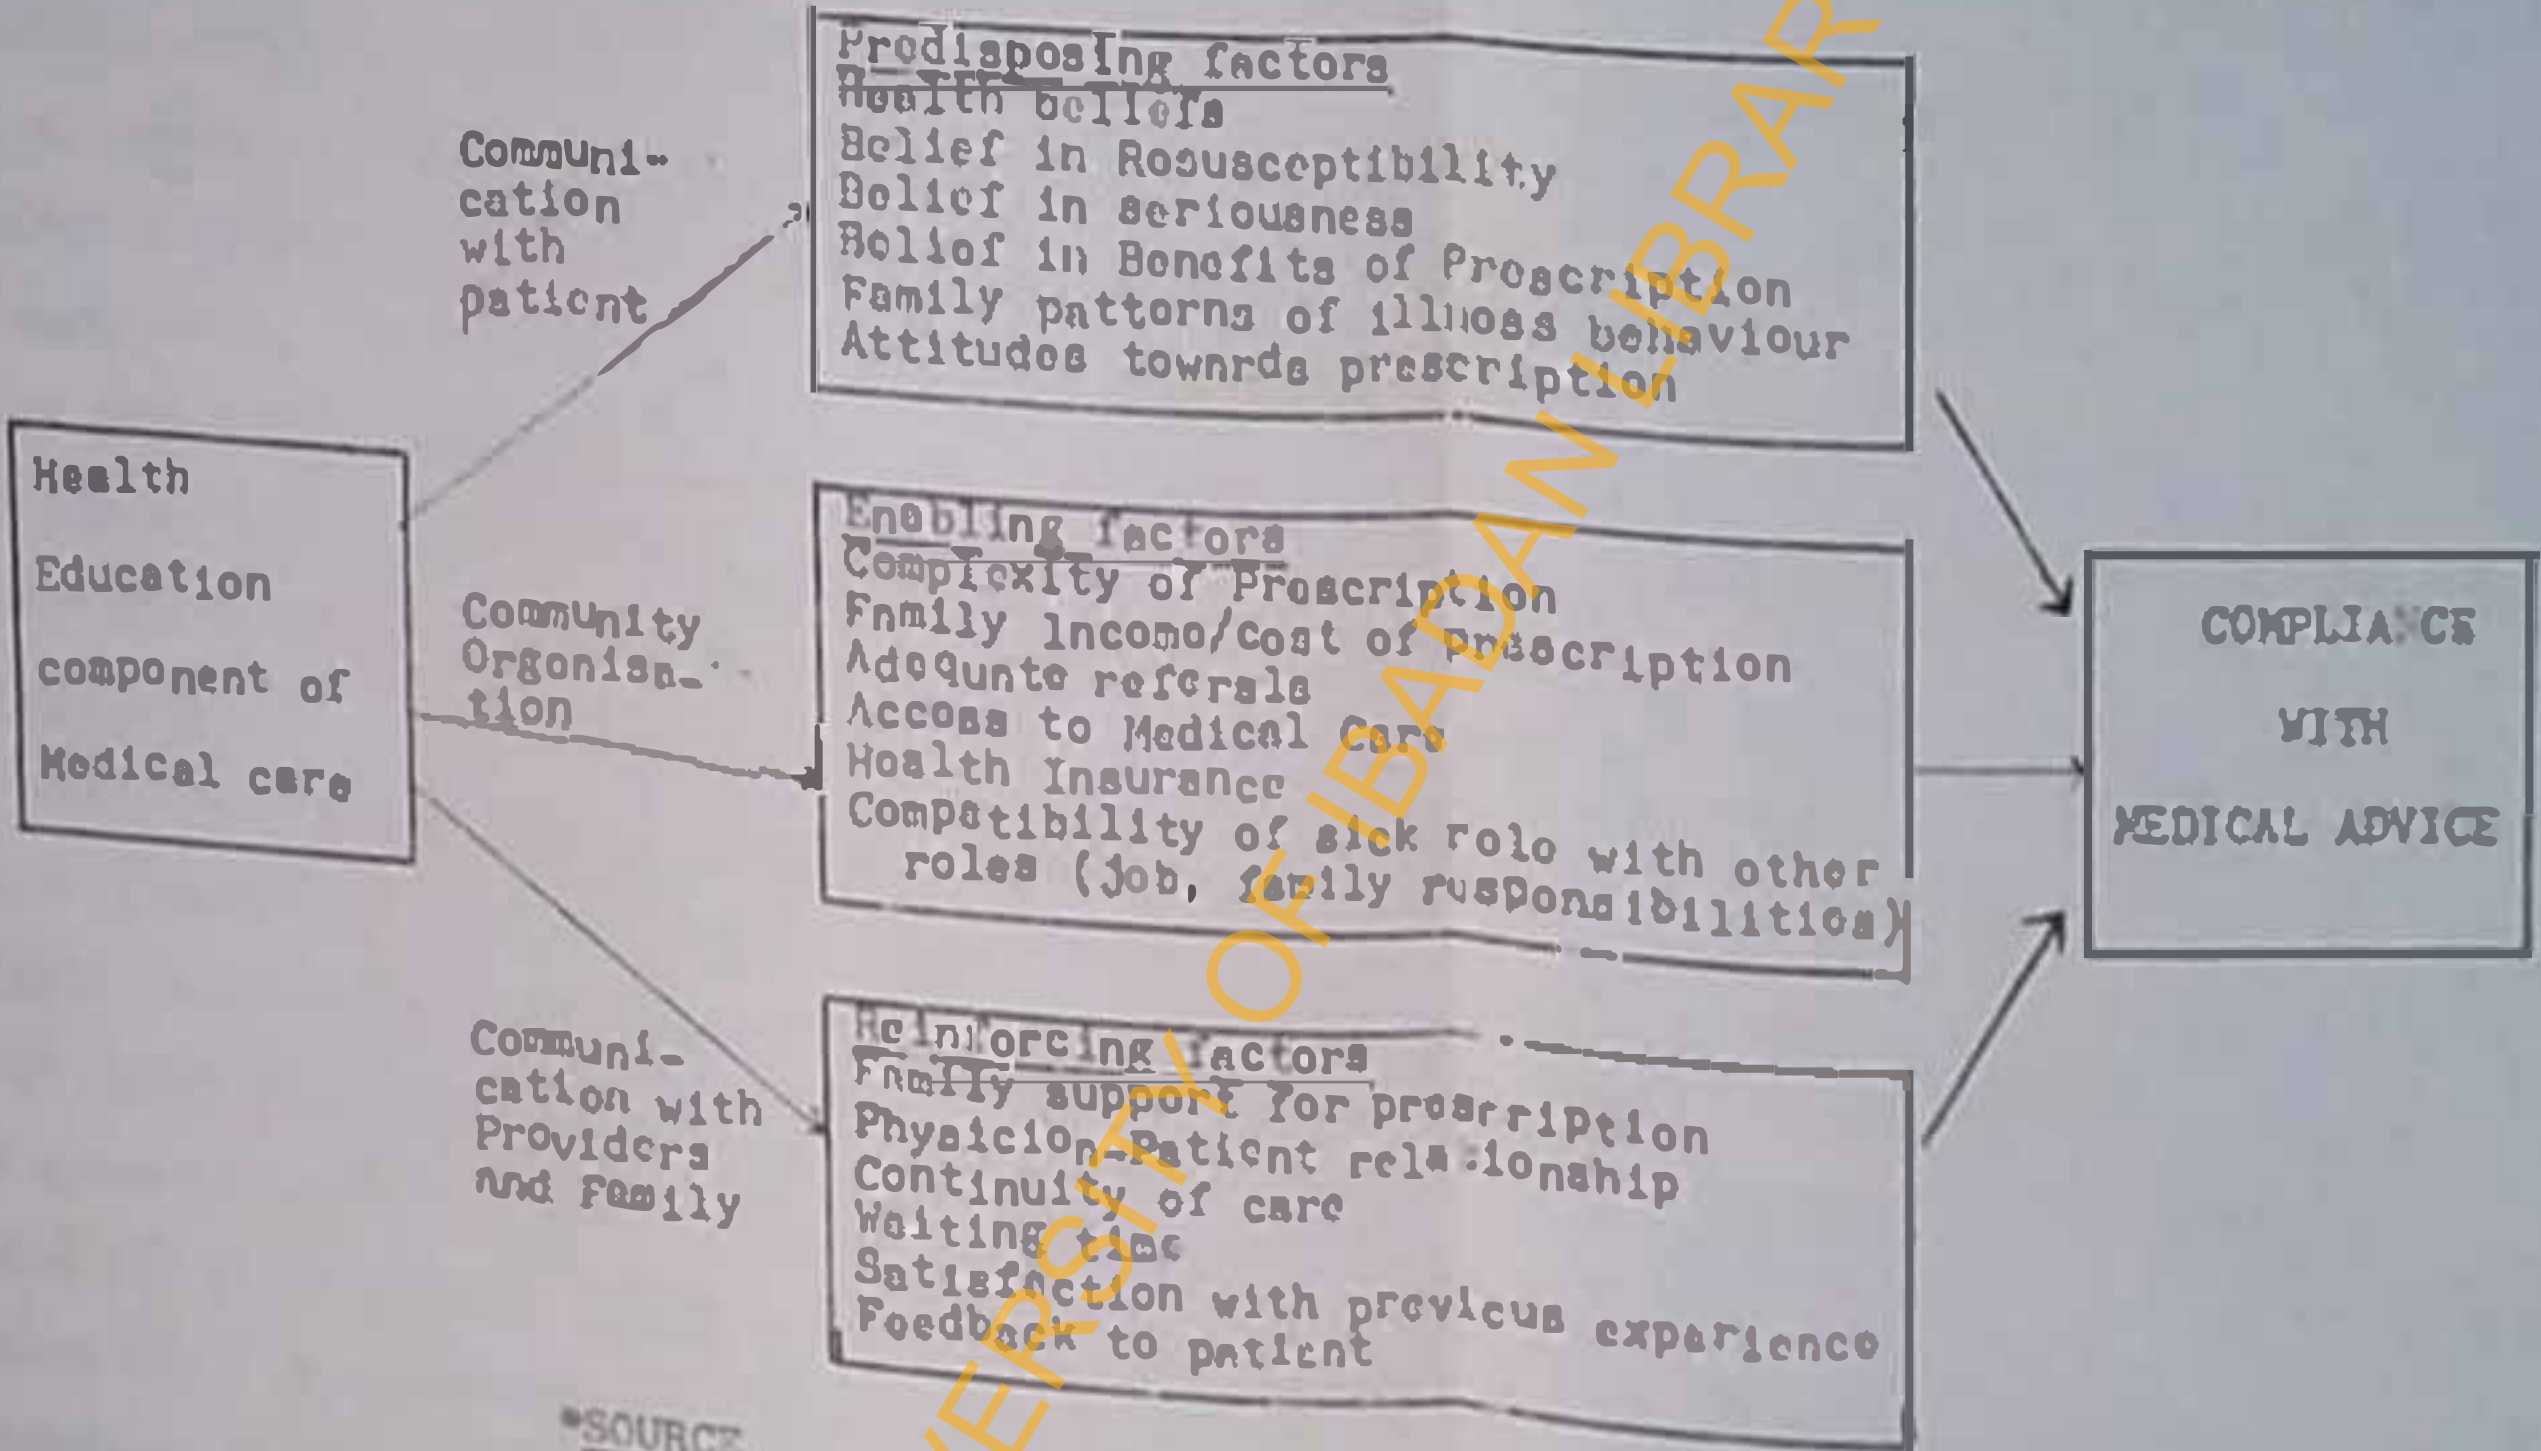 Predisposing factors
Health beliefs
Belief in Resusceptibility
Belief in seriousness
Belief in Benefits of Prescription
Family patterns of illness behaviour
Attitudes towards prescription
Communi-
cation
with
patient
Health
Education
component of
Medical care
Enabling factors
Complexity of Prescription
Family Income/cost of prescription
Adequate referals
Access to Medical Care
Health Insurance
Compatibility of sick role with other
roles (job, family responsibilities)
Community
Organisa-
tion
COMPLIANCE
WITH
MEDICAL ADVICE
Reinforcing factors
Family support for prescription
Physician-Patient relationship
Continuity of care
Waiting time
Satisfaction with previous experience
Feedback to patient
Communi-
cation with
Providers
and Family
*SOURCE
VERSITY OF IBADAN LIBRAR